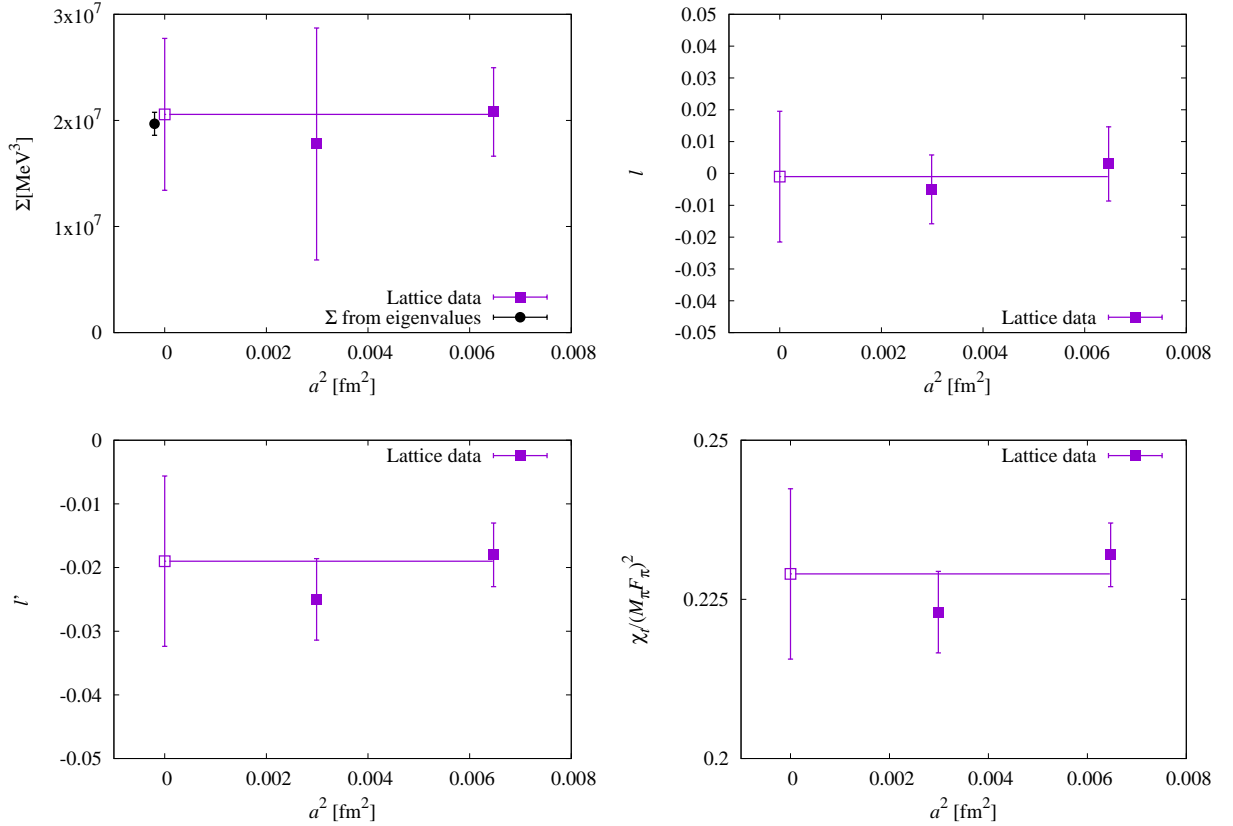 3x10^7
2x10^7
1x10^7
0
Σ[MeV^3]
Lattice data
Σ from eigenvalues
0 0.002 0.004 0.006 0.008
a^2 [fm^2]
0.05
0.04
0.03
0.02
0.01
0
-0.01
-0.02
-0.03
-0.04
-0.05
l
Lattice data
0 0.002 0.004 0.006 0.008
a^2 [fm^2]
0
-0.01
-0.02
-0.03
-0.04
-0.05
l'
Lattice data
0 0.002 0.004 0.006 0.008
a^2 [fm^2]
0.25
0.225
0.2
χ_t/(M_πF_π)^2
Lattice data
0 0.002 0.004 0.006 0.008
a^2 [fm^2]